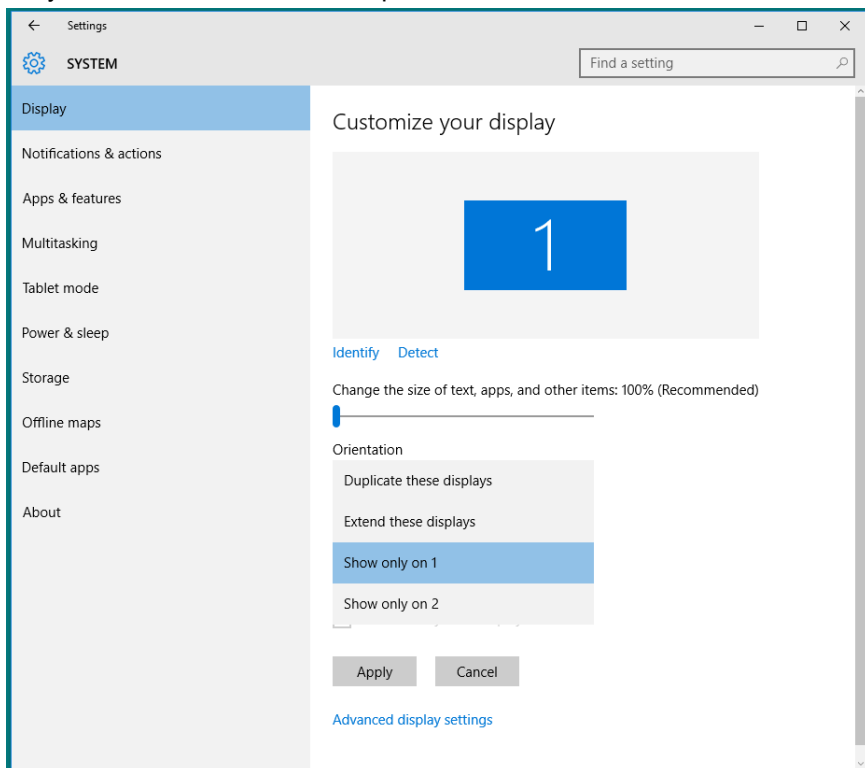 Settings
SYSTEM
Find a setting
Display
Notifications & actions
Apps & features
Multitasking
Tablet mode
Power & sleep
Storage
Offline maps
Default apps
About
Customize your display
1
Identify Detect
Change the size of text, apps, and other items: 100% (Recommended)
Orientation
Duplicate these displays
Extend these displays
Show only on 1
Show only on 2
Apply Cancel
Advanced display settings